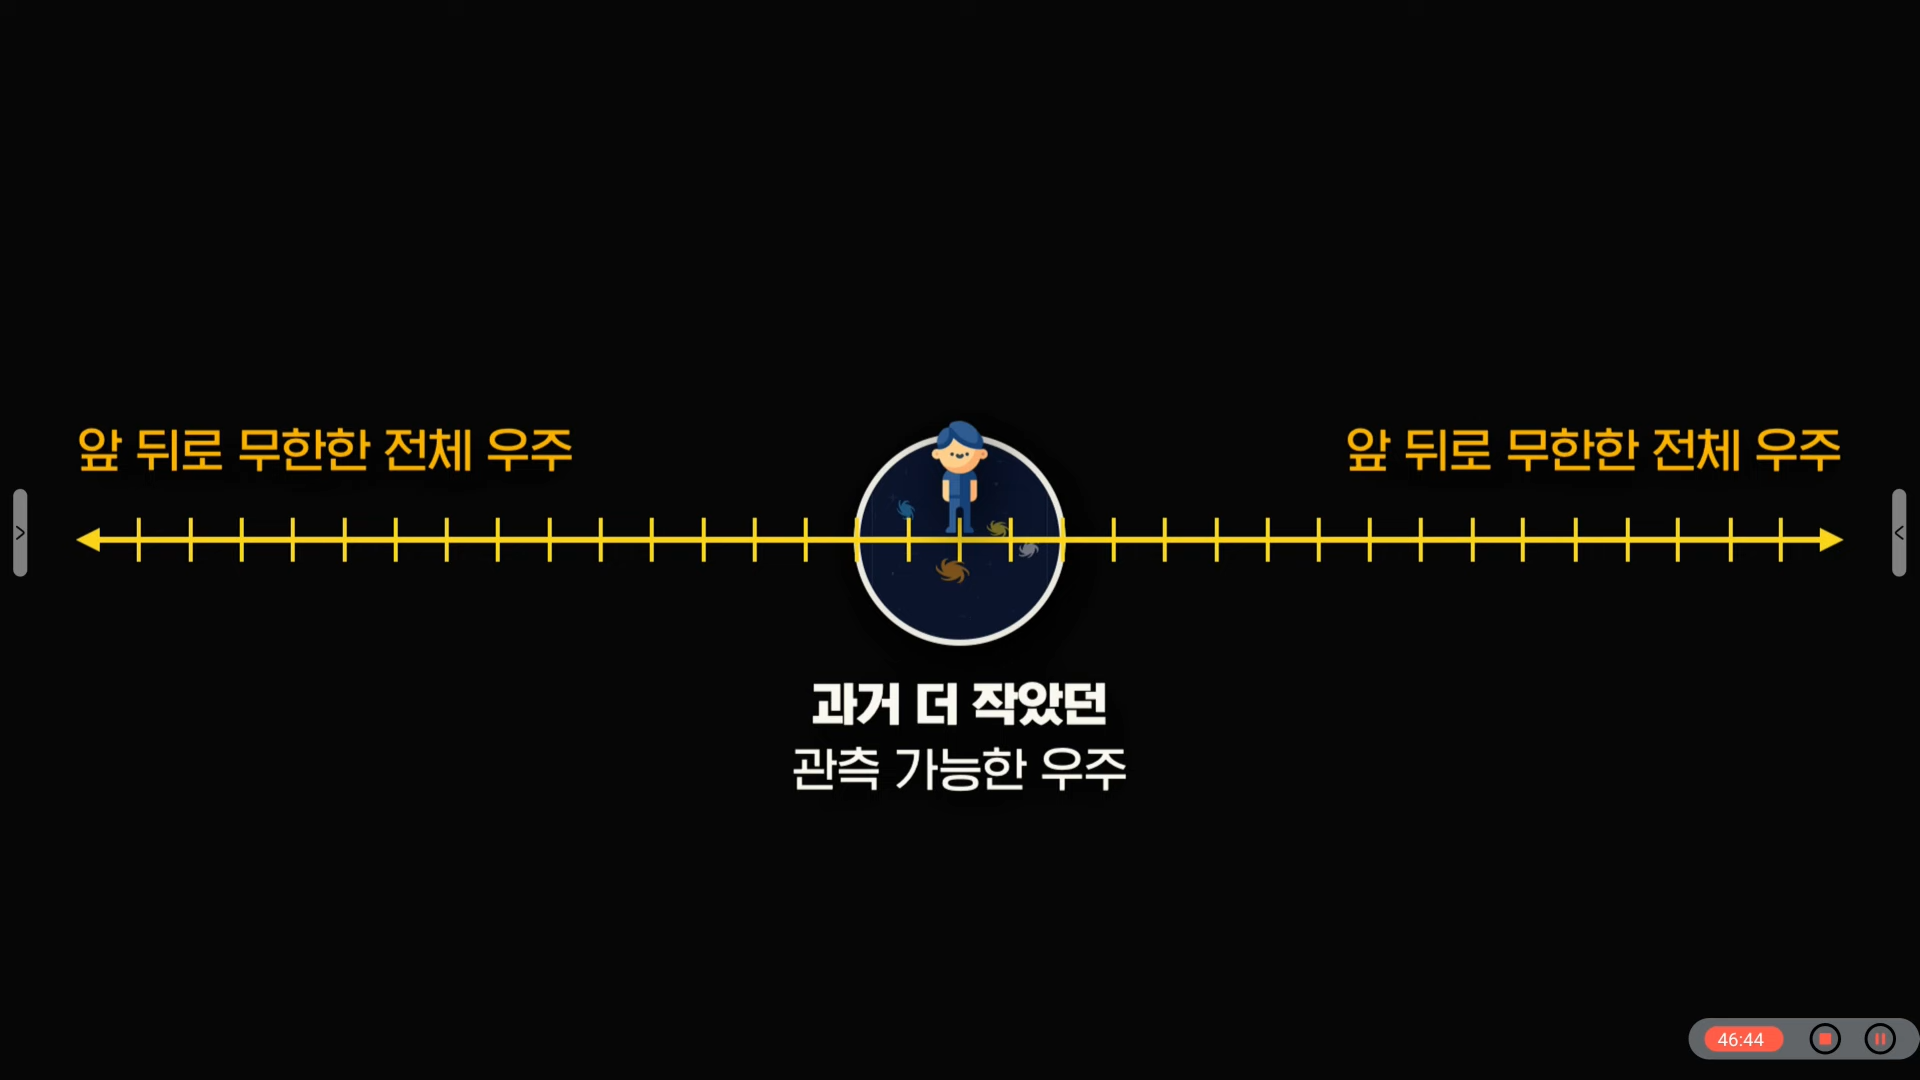 앞 뒤로 무한한 전체 우주
앞 뒤로 무한한 전체 우주
과거 더 작았던
관측 가능한 우주
46:44